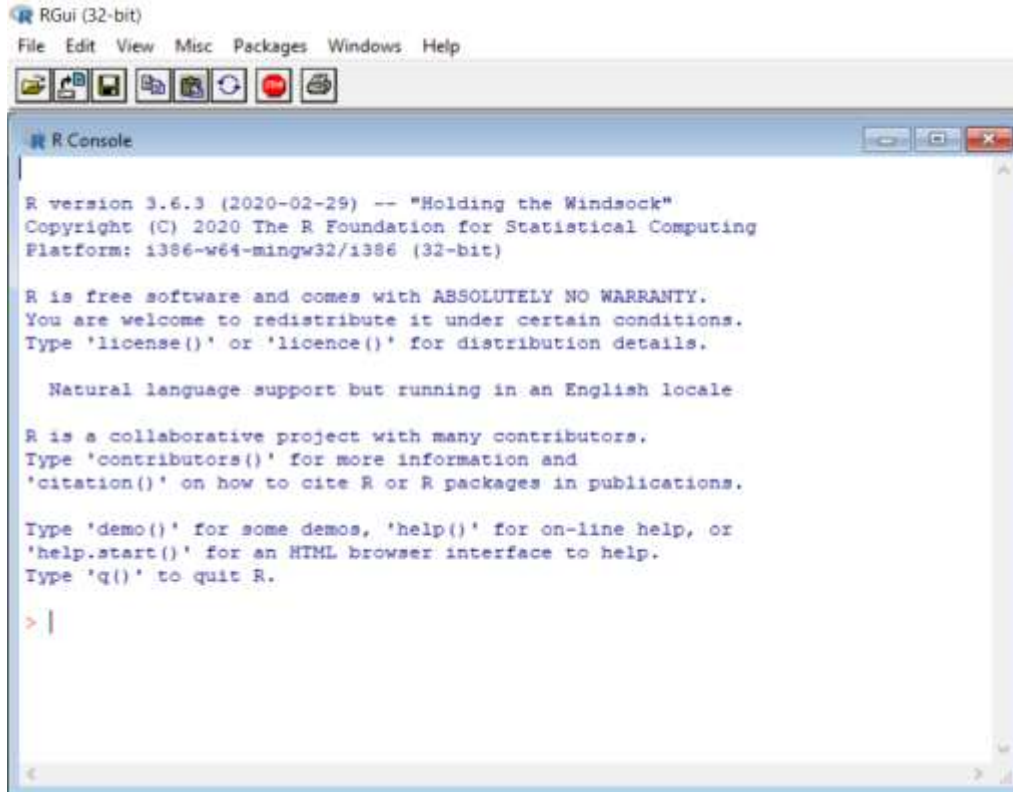 RGui (32-bit)
File Edit View Misc Packages Windows Help
STOP
R Console
R version 3.6.3 (2020-02-29) -- "Holding the Windsock"
Copyright (C) 2020 The R Foundation for Statistical Computing
Platform: i386-w64-mingw32/i386 (32-bit)
R is free software and comes with ABSOLUTELY NO WARRANTY.
You are welcome to redistribute it under certain conditions.
Type 'license()' or 'licence()' for distribution details.
Natural language support but running in an English locale
R is a collaborative project with many contributors.
Type 'contributors()' for more information and
'citation()' on how to cite R or R packages in publications.
Type 'demo()' for some demos, 'help()' for on-line help, or
'help.start()' for an HTML browser interface to help.
Type 'q()' to quit R.
>